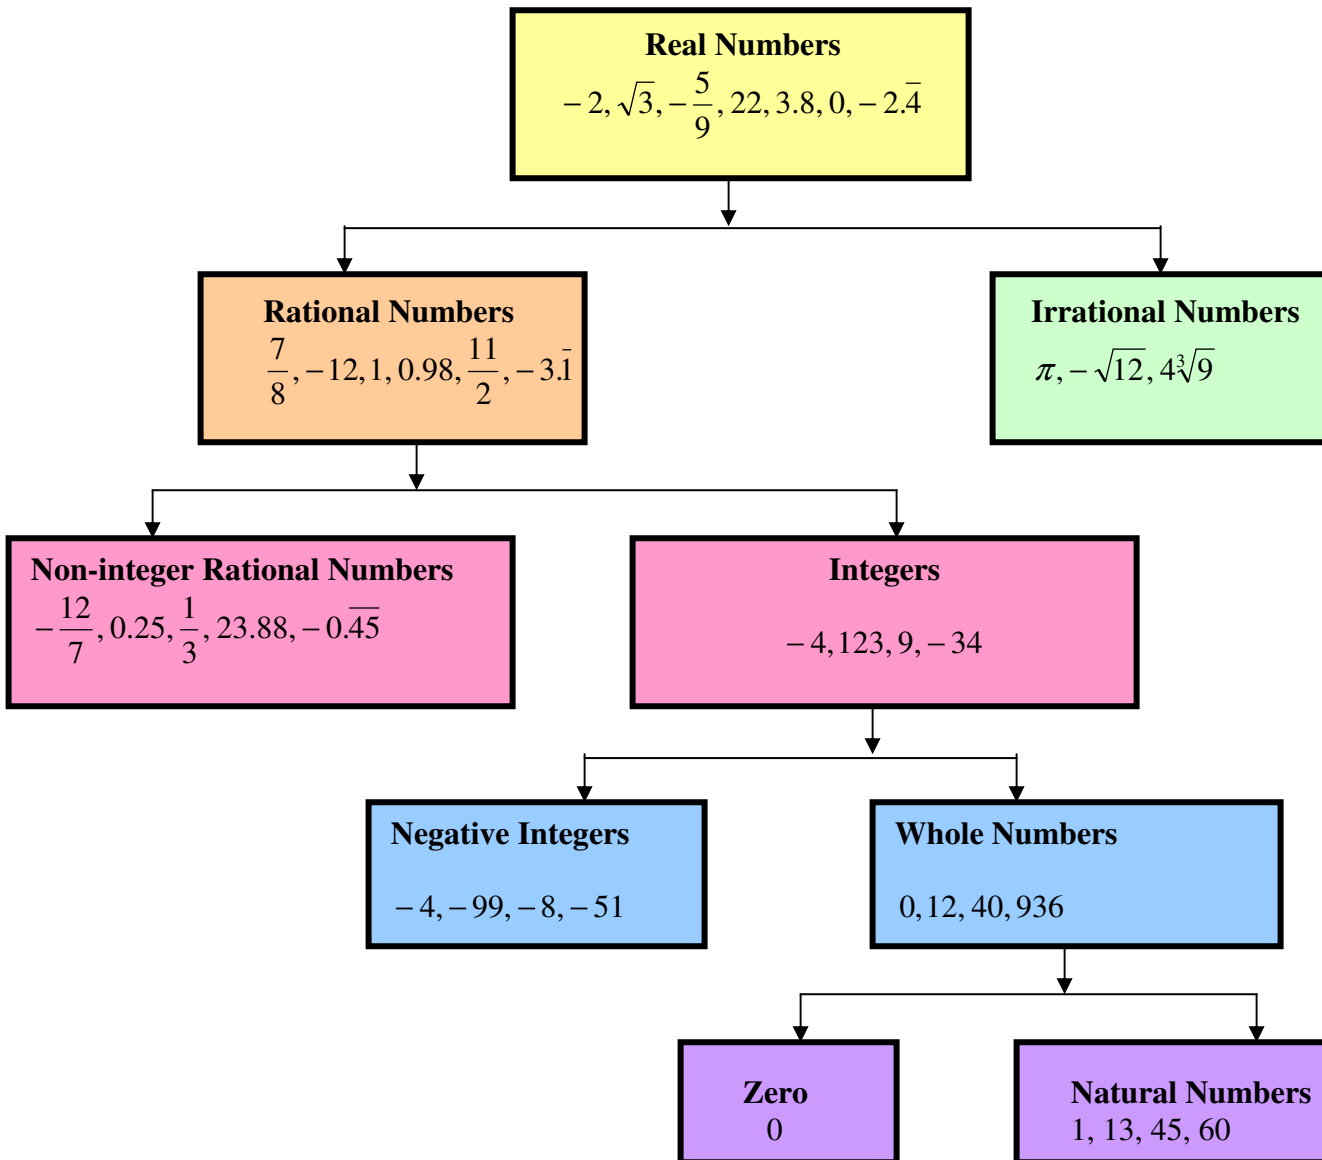 Real Numbers
− 2, √3, − 5/9, 22, 3.8, 0, − 2.4̅
Rational Numbers
7/8, − 12, 1, 0.98, 11/2, − 3.1̅
Irrational Numbers
π, − √12, 4∛9
Non-integer Rational Numbers
− 12/7, 0.25, 1/3, 23.88, − 0.4̅5̅
Integers
− 4, 123, 9, − 34
Negative Integers
− 4, − 99, − 8, − 51
Whole Numbers
0, 12, 40, 936
Zero
0
Natural Numbers
1, 13, 45, 60